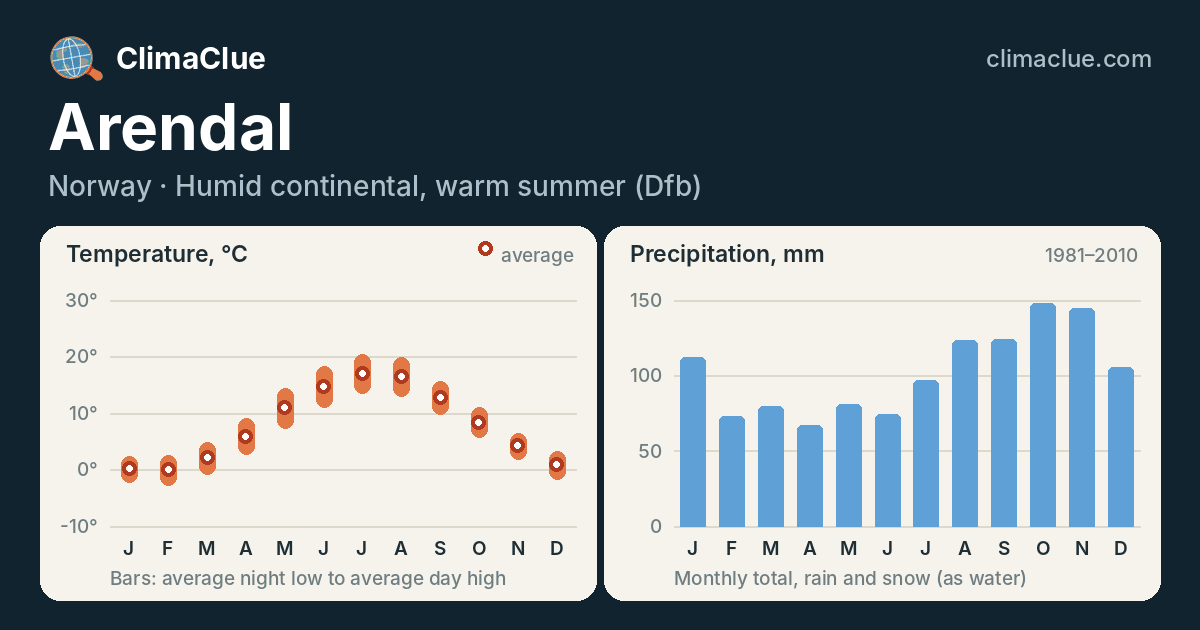 ClimaClue
climaclue.com
Arendal
Norway · Humid continental, warm summer (Dfb)
Temperature, °C
average
30°
20°
10°
0°
-10°
J F M A M J J A S O N D
Bars: average night low to average day high
Precipitation, mm
1981–2010
150
100
50
0
J F M A M J J A S O N D
Monthly total, rain and snow (as water)